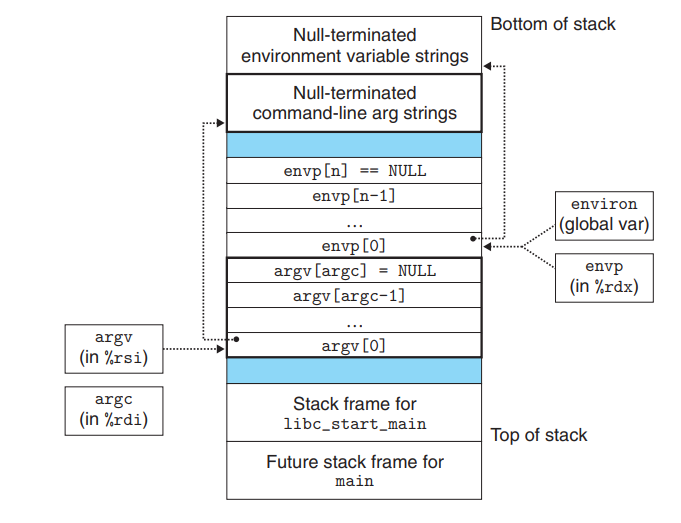 Bottom of stack
Null-terminated
environment variable strings
Null-terminated
command-line arg strings
envp[n] == NULL
envp[n-1]
...
envp[0]
environ
(global var)
envp
(in %rdx)
argv[argc] = NULL
argv[argc-1]
...
argv[0]
argv
(in %rsi)
argc
(in %rdi)
Stack frame for
libc_start_main
Top of stack
Future stack frame for
main